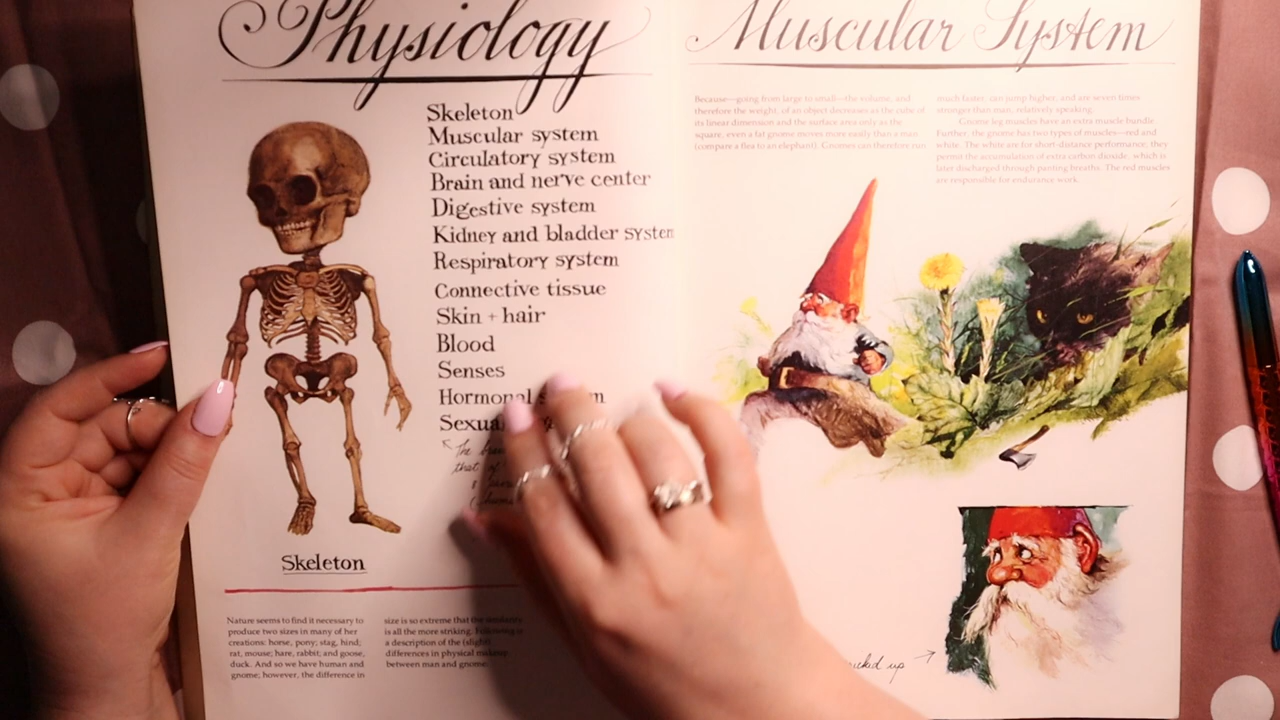 Physiology
Skeleton
Muscular system
Circulatory system
Brain and nerve center
Digestive system
Kidney and bladder system
Respiratory system
Connective tissue
Skin + hair
Blood
Senses
Hormonal
The
that of
Skeleton
Nature seems to find it necessary to
produce two sizes in many of her
creations: horse, pony; stag, hind;
rat, mouse; hare, rabbit; and goose,
duck. And so we have human and
gnome; however, the difference in
size is so extreme that the similarity
is all the more striking. Following is
a description of the (slight)
differences in physical makeup
between man and gnome.
Muscular System
Because—going from large to small—the volume, and
therefore the weight, of an object decreases as the cube of
its linear dimension and the surface area only as the
square, even a fat gnome moves more easily than a man
(compare a flea to an elephant). Gnomes can therefore run
much faster, can jump higher, and are seven times
stronger than man, relatively speaking.
Gnome leg muscles have an extra muscle bundle.
Further, the gnome has two types of muscles—red and
white. The white are for short-distance performance, they
permit the accumulation of extra carbon dioxide, which is
later discharged through panting breaths. The red muscles
are responsible for endurance work.
up